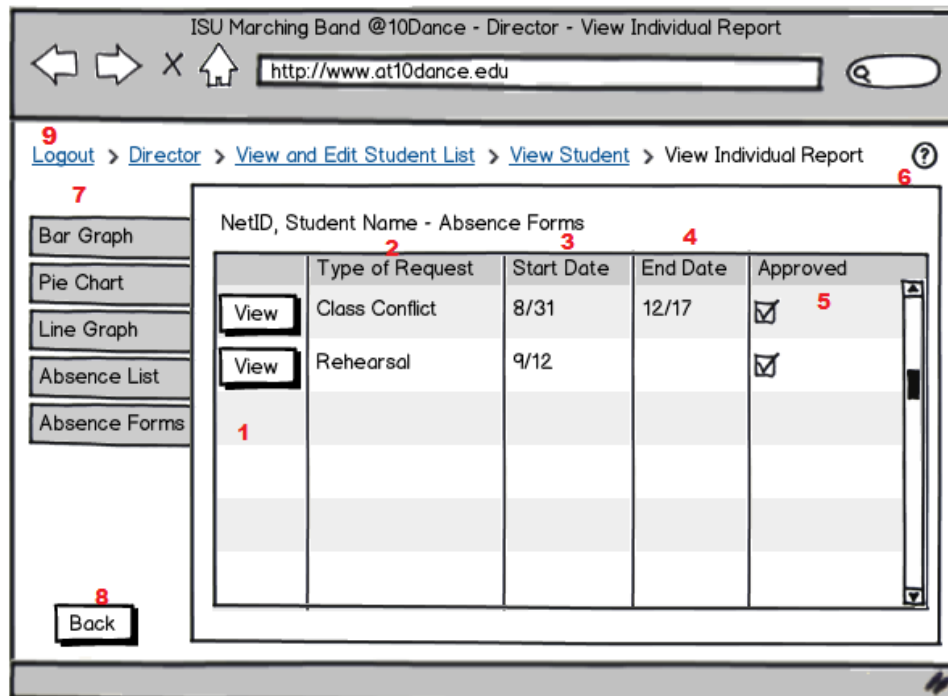 ISU Marching Band @10Dance - Director - View Individual Report
http://www.at10dance.edu
9
Logout > Director > View and Edit Student List > View Student > View Individual Report ?
6
7
NetID, Student Name - Absence Forms
Bar Graph
Pie Chart
Line Graph
Absence List
Absence Forms
2 3 4
Type of Request Start Date End Date Approved
View Class Conflict 8/31 12/17 5
View Rehearsal 9/12
1
8
Back